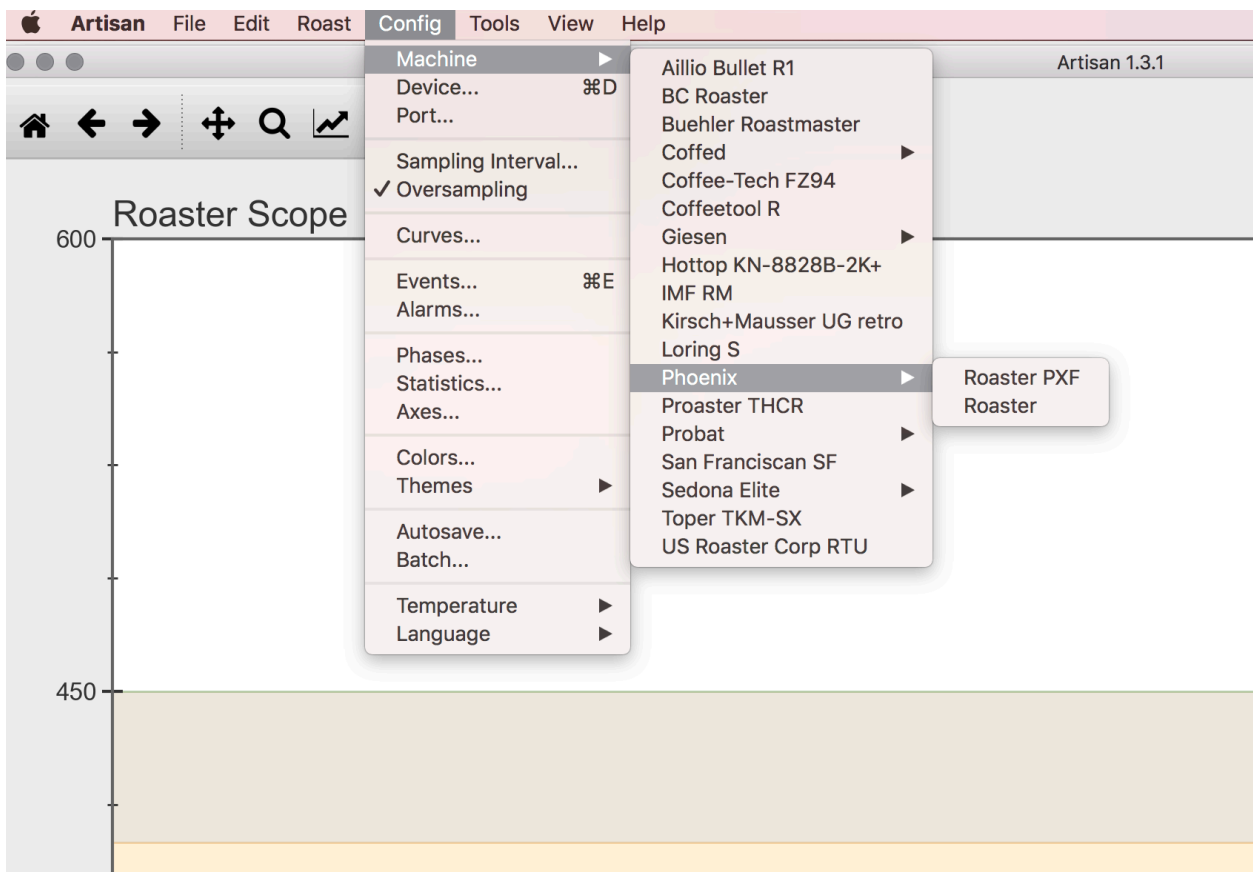 Artisan File Edit Roast Config Tools View Help
Artisan 1.3.1
Roaster Scope
600
450
Machine ▶
Device... ⌘D
Port...
Sampling Interval...
✓ Oversampling
Curves...
Events... ⌘E
Alarms...
Phases...
Statistics...
Axes...
Colors...
Themes ▶
Autosave...
Batch...
Temperature ▶
Language ▶
Aillio Bullet R1
BC Roaster
Buehler Roastmaster
Coffed ▶
Coffee-Tech FZ94
Coffeetool R
Giesen ▶
Hottop KN-8828B-2K+
IMF RM
Kirsch+Mausser UG retro
Loring S
Phoenix ▶
Proaster THCR
Probat ▶
San Franciscan SF
Sedona Elite ▶
Toper TKM-SX
US Roaster Corp RTU
Roaster PXF
Roaster